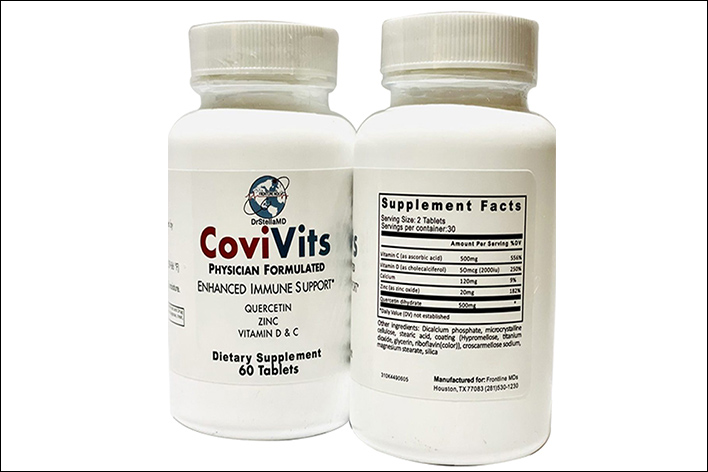 DrStellaMD
CoviVits
PHYSICIAN FORMULATED
ENHANCED IMMUNE SUPPORT*
QUERCETIN
ZINC
VITAMIN D & C
Dietary Supplement
60 Tablets
Supplement Facts
Serving Size: 2 Tablets
Servings per container:30
Amount Per Serving %DV
Vitamin C (as ascorbic acid) 500mg 556%
Vitamin D (as cholecalciferol) 50mcg (2000iu) 250%
Calcium 120mg 9%
Zinc (as zinc oxide) 20mg 182%
Quercetin dihydrate 500mg *
*Daily Value (DV) not established
Other ingredients: Dicalcium phosphate, microcrystalline
cellulose, stearic acid, coating (Hypromellose, titanium
dioxide, glycerin, riboflavin(color)), croscarmellose sodium,
magnesium stearate, silica
Manufactured for: Frontline MDs
Houston, TX 77083 (281)530-1230